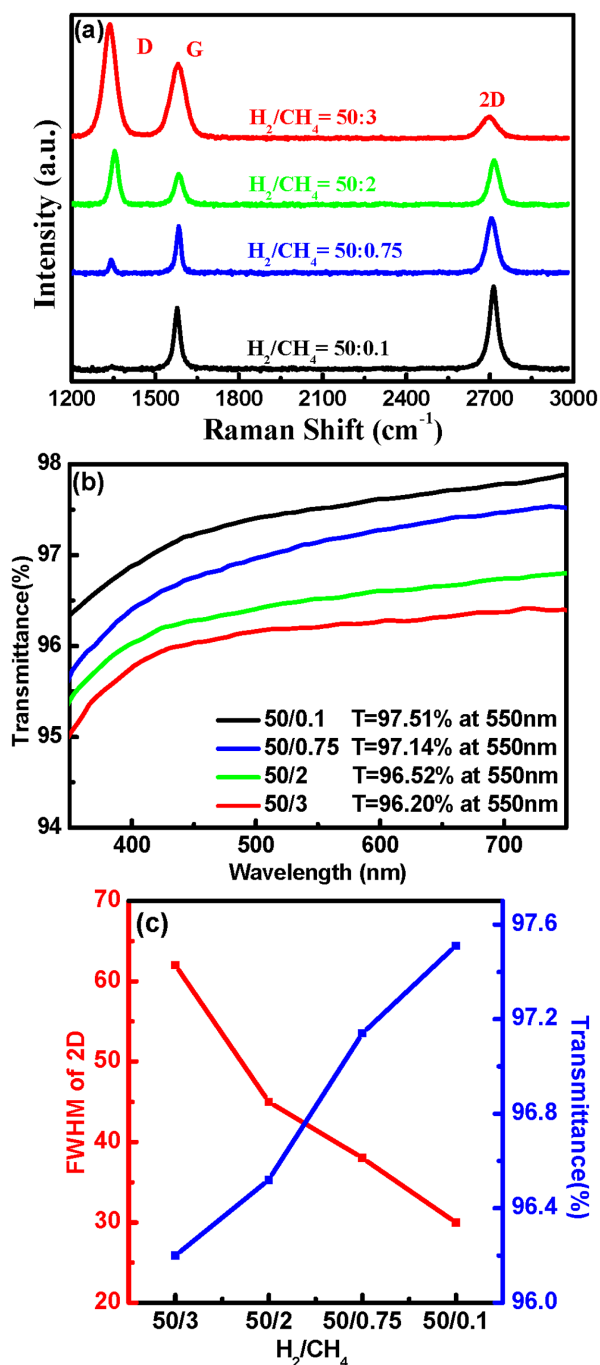 (a)
D G
2D
H₂/CH₄= 50:3
H₂/CH₄= 50:2
H₂/CH₄= 50:0.75
H₂/CH₄= 50:0.1
Intensity (a.u.)
1200 1500 1800 2100 2400 2700 3000
Raman Shift (cm⁻¹)
(b)
98
97
96
95
94
Transmittance(%)
50/0.1 T=97.51% at 550nm
50/0.75 T=97.14% at 550nm
50/2 T=96.52% at 550nm
50/3 T=96.20% at 550nm
400 500 600 700
Wavelength (nm)
(c)
70
60
50
40
30
20
FWHM of 2D
97.6
97.2
96.8
96.4
96.0
Transmittance(%)
50/3 50/2 50/0.75 50/0.1
H₂/CH₄